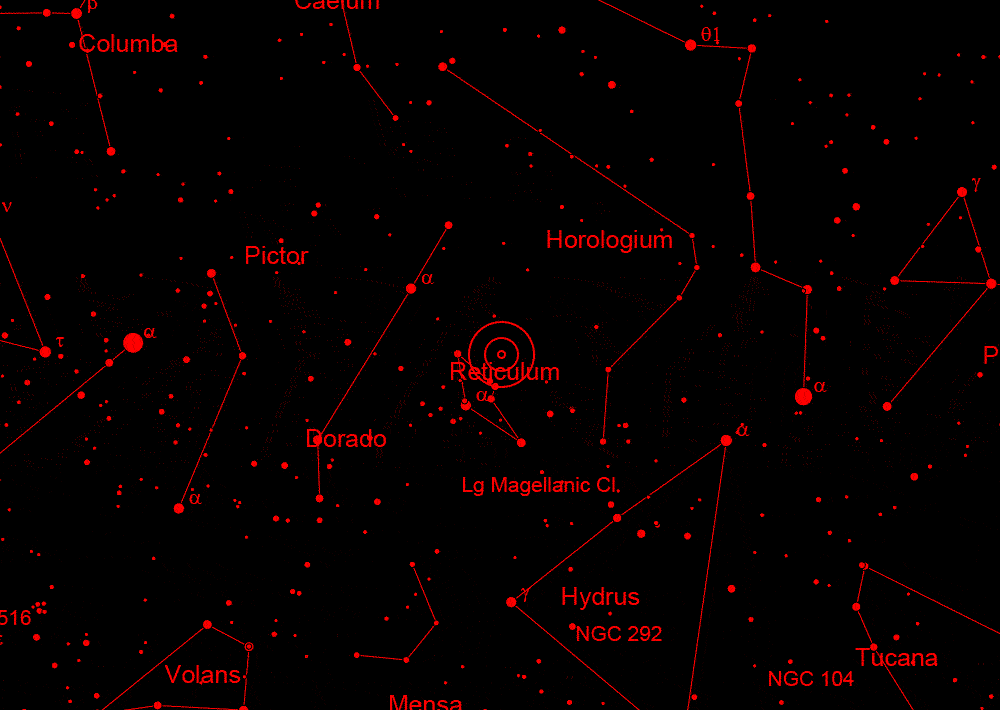 Caelum
β
θ1
Columba
γ
ν
Horologium
Pictor
α
α
τ
P
Reticulum
α
α
α
Dorado
Lg Magellanic Cl.
α
Hydrus
γ
516
NGC 292
Tucana
Volans
NGC 104
Mensa